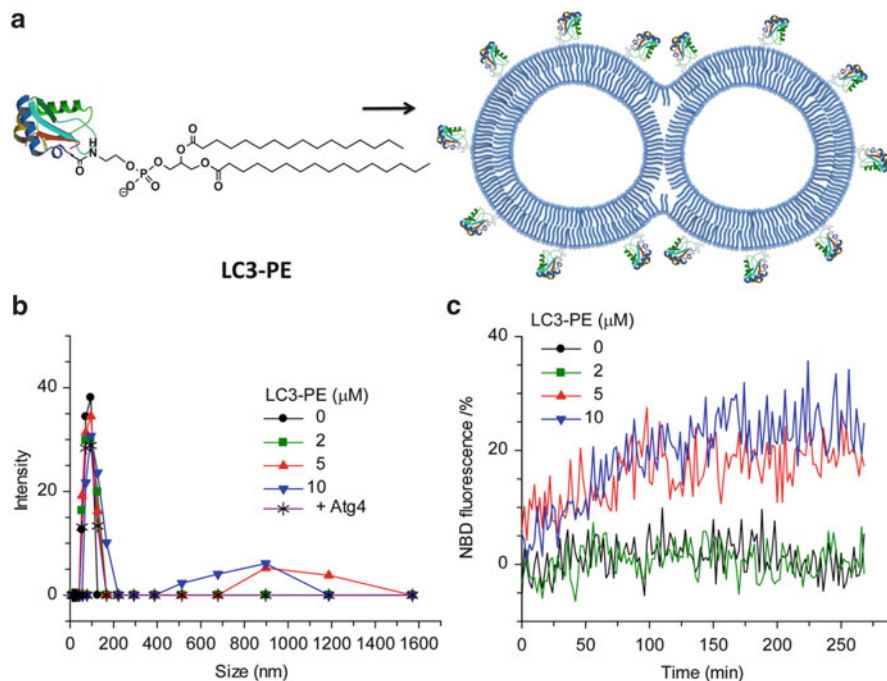 a
O
N
H
O
P
O
O
⊖
O
O
O
O
LC3-PE
b
LC3-PE (μM)
0
2
5
10
+ Atg4
Intensity
40
20
0
0 200 400 600 800 1000 1200 1400 1600
Size (nm)
c
LC3-PE (μM)
0
2
5
10
NBD fluorescence /%
40
20
0
0 50 100 150 200 250
Time (min)